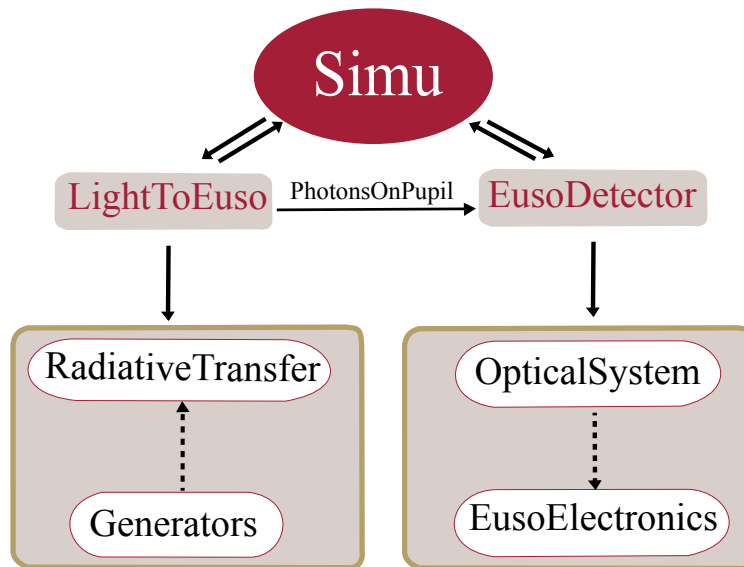 Simu
LightToEuso
PhotonsOnPupil
EusoDetector
RadiativeTransfer
OpticalSystem
Generators
EusoElectronics